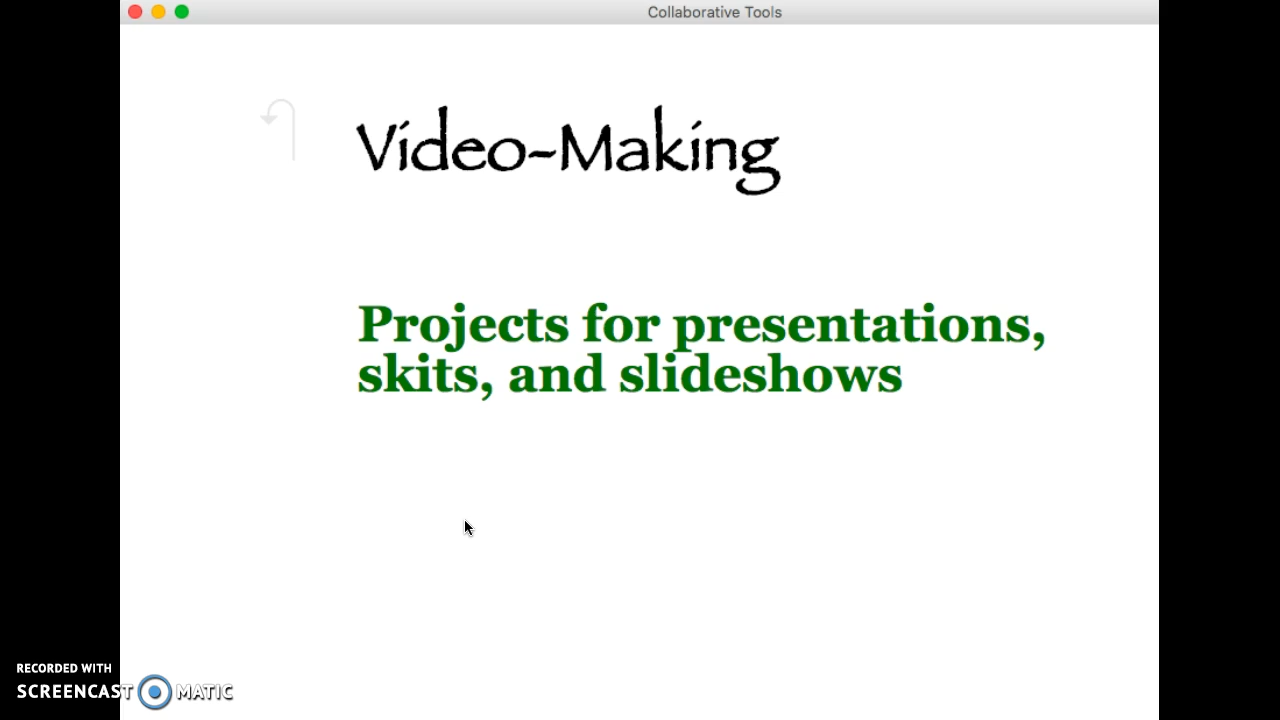 Collaborative Tools
Video-Making
Projects for presentations,
skits, and slideshows
RECORDED WITH
SCREENCAST MATIC